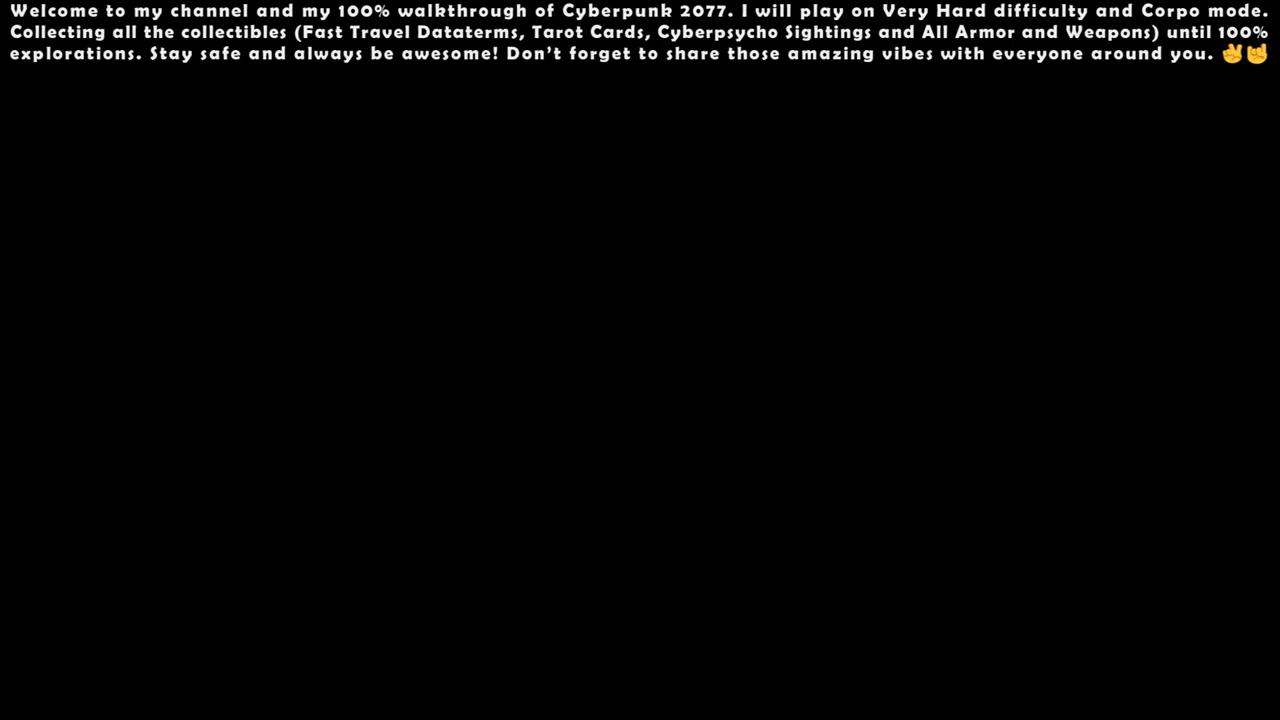 Welcome to my channel and my 100% walkthrough of Cyberpunk 2077. I will play on Very Hard difficulty and Corpo mode.
Collecting all the collectibles (Fast Travel Dataterms, Tarot Cards, Cyberpsycho Sightings and All Armor and Weapons) until 100%
explorations. Stay safe and always be awesome! Don’t forget to share those amazing vibes with everyone around you. ✌️🤘